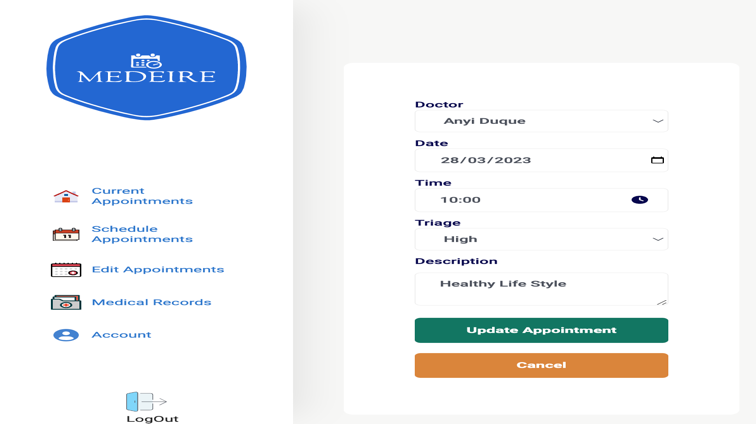 MEDEIRE
Current
Appointments
Schedule
Appointments
11
Edit Appointments
Medical Records
Account
LogOut
Doctor
Anyi Duque
Date
28/03/2023
Time
10:00
Triage
High
Description
Healthy Life Style
Update Appointment
Cancel